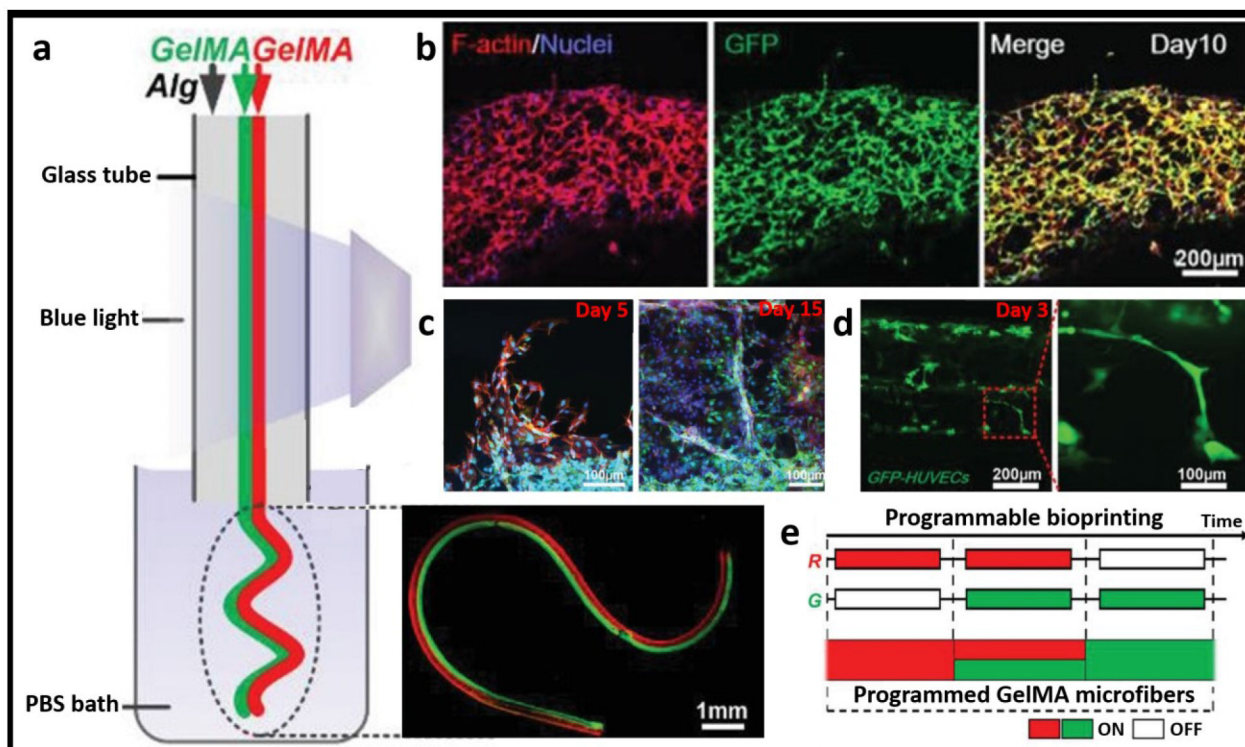 a
GelMA GelMA
Alg
Glass tube
Blue light
PBS bath
1mm
b
F-actin/Nuclei
GFP
Merge
Day10
200μm
c
Day 5
100μm
Day 15
100μm
d
Day 3
GFP-HUVECs
200μm
100μm
e
Programmable bioprinting
Time
R
G
Programmed GelMA microfibers
ON
OFF